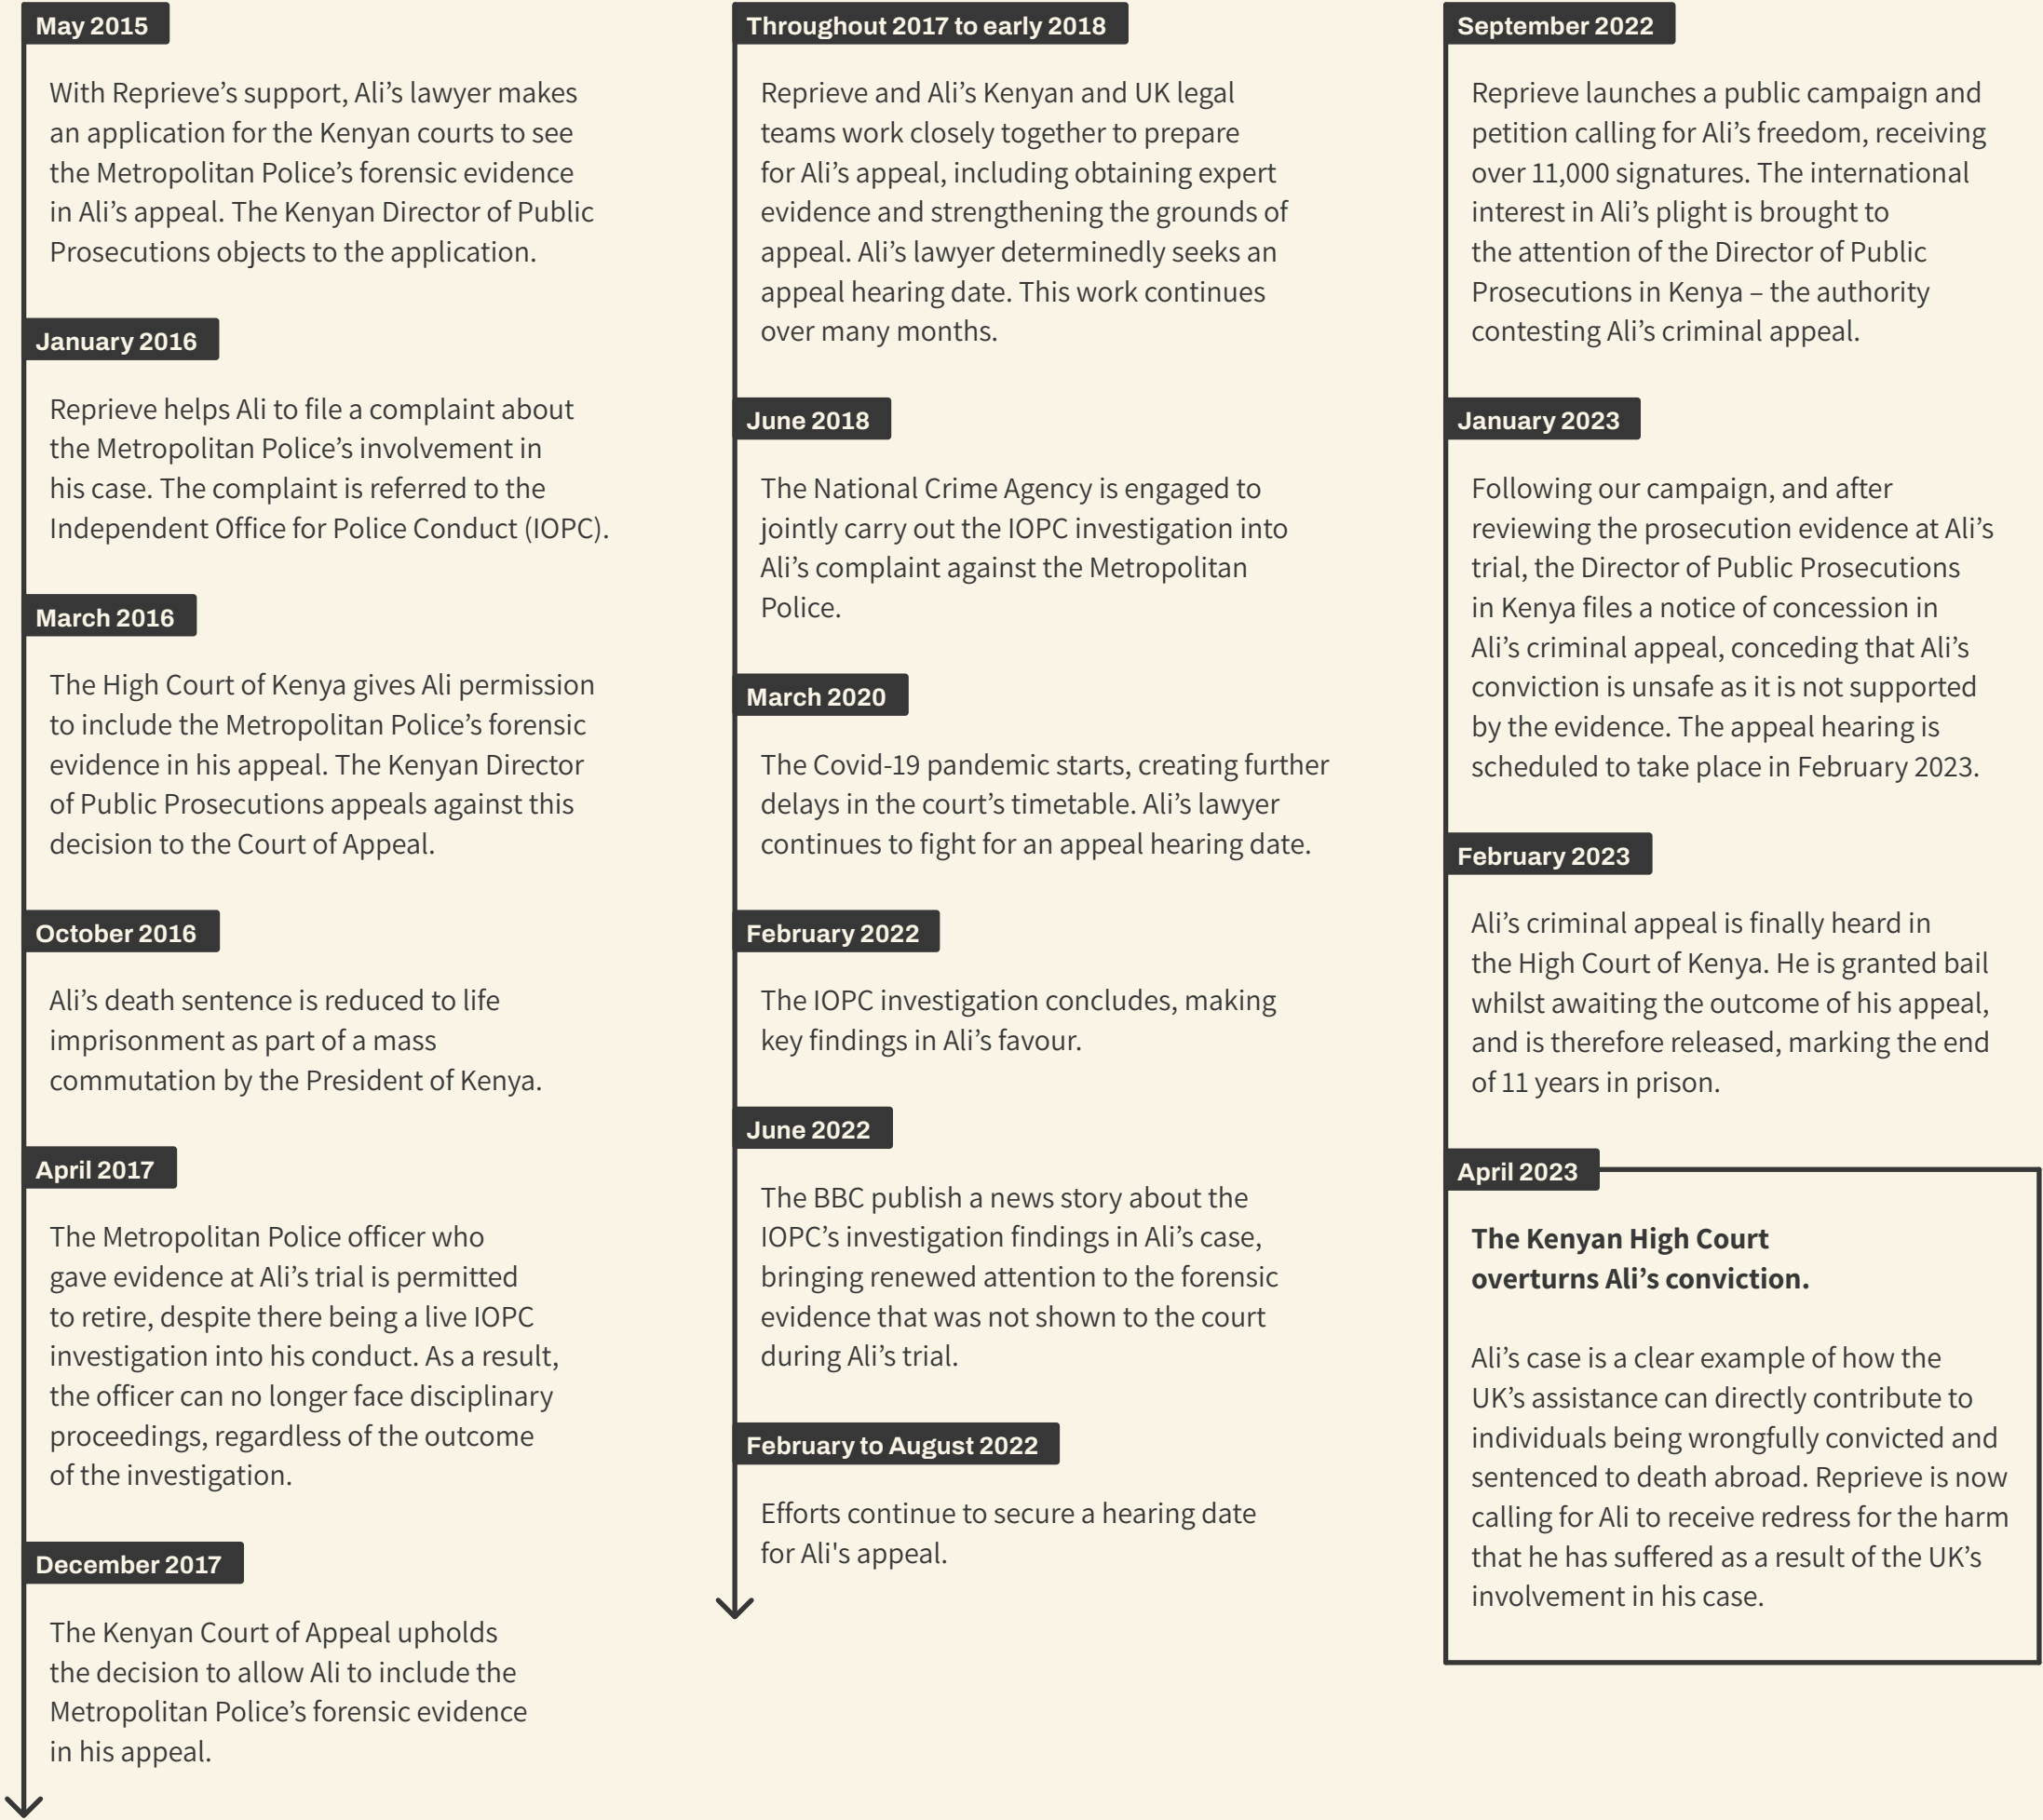 May 2015
With Reprieve’s support, Ali’s lawyer makes
an application for the Kenyan courts to see
the Metropolitan Police’s forensic evidence
in Ali’s appeal. The Kenyan Director of Public
Prosecutions objects to the application.
January 2016
Reprieve helps Ali to file a complaint about
the Metropolitan Police’s involvement in
his case. The complaint is referred to the
Independent Office for Police Conduct (IOPC).
March 2016
The High Court of Kenya gives Ali permission
to include the Metropolitan Police’s forensic
evidence in his appeal. The Kenyan Director
of Public Prosecutions appeals against this
decision to the Court of Appeal.
October 2016
Ali’s death sentence is reduced to life
imprisonment as part of a mass
commutation by the President of Kenya.
April 2017
The Metropolitan Police officer who
gave evidence at Ali’s trial is permitted
to retire, despite there being a live IOPC
investigation into his conduct. As a result,
the officer can no longer face disciplinary
proceedings, regardless of the outcome
of the investigation.
December 2017
The Kenyan Court of Appeal upholds
the decision to allow Ali to include the
Metropolitan Police’s forensic evidence
in his appeal.
Throughout 2017 to early 2018
Reprieve and Ali’s Kenyan and UK legal
teams work closely together to prepare
for Ali’s appeal, including obtaining expert
evidence and strengthening the grounds of
appeal. Ali’s lawyer determinedly seeks an
appeal hearing date. This work continues
over many months.
June 2018
The National Crime Agency is engaged to
jointly carry out the IOPC investigation into
Ali’s complaint against the Metropolitan
Police.
March 2020
The Covid-19 pandemic starts, creating further
delays in the court’s timetable. Ali’s lawyer
continues to fight for an appeal hearing date.
February 2022
The IOPC investigation concludes, making
key findings in Ali’s favour.
June 2022
The BBC publish a news story about the
IOPC’s investigation findings in Ali’s case,
bringing renewed attention to the forensic
evidence that was not shown to the court
during Ali’s trial.
February to August 2022
Efforts continue to secure a hearing date
for Ali's appeal.
September 2022
Reprieve launches a public campaign and
petition calling for Ali’s freedom, receiving
over 11,000 signatures. The international
interest in Ali’s plight is brought to
the attention of the Director of Public
Prosecutions in Kenya – the authority
contesting Ali’s criminal appeal.
January 2023
Following our campaign, and after
reviewing the prosecution evidence at Ali’s
trial, the Director of Public Prosecutions
in Kenya files a notice of concession in
Ali’s criminal appeal, conceding that Ali’s
conviction is unsafe as it is not supported
by the evidence. The appeal hearing is
scheduled to take place in February 2023.
February 2023
Ali’s criminal appeal is finally heard in
the High Court of Kenya. He is granted bail
whilst awaiting the outcome of his appeal,
and is therefore released, marking the end
of 11 years in prison.
April 2023
The Kenyan High Court
overturns Ali’s conviction.
Ali’s case is a clear example of how the
UK’s assistance can directly contribute to
individuals being wrongfully convicted and
sentenced to death abroad. Reprieve is now
calling for Ali to receive redress for the harm
that he has suffered as a result of the UK’s
involvement in his case.